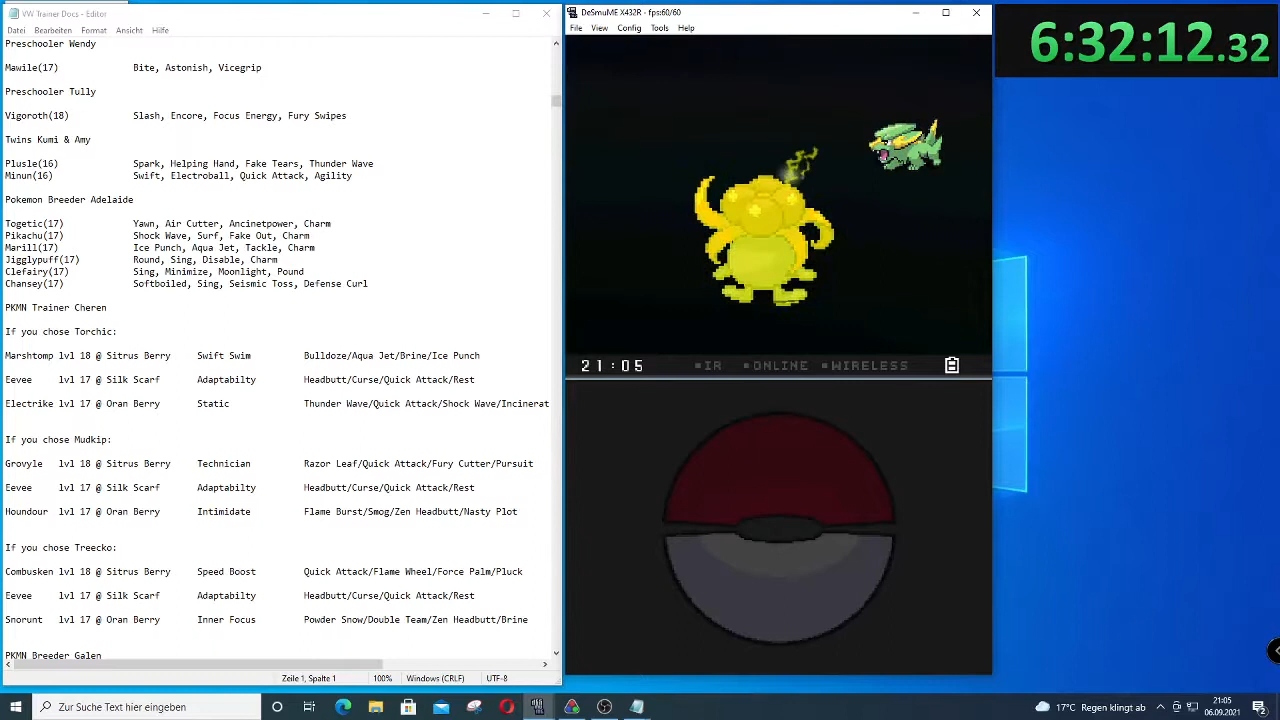 VW Trainer Docs - Editor
Datei Bearbeiten Format Ansicht Hilfe
Preschooler Wendy
Mawile(17) Bite, Astonish, Vicegrip
Preschooler Tully
Vigoroth(18) Slash, Encore, Focus Energy, Fury Swipes
Twins Kumi & Amy
Plusle(16) Spark, Helping Hand, Fake Tears, Thunder Wave
Minun(16) Swift, Electroball, Quick Attack, Agility
Pokemon Breeder Adelaide
Togetic(17) Yawn, Air Cutter, Ancinetpower, Charm
Pikachu(17) Shock Wave, Surf, Fake Out, Charm
Marill(17) Ice Punch, Aqua Jet, Tackle, Charm
Jigglypuff(17) Round, Sing, Disable, Charm
Clefairy(17) Sing, Minimize, Moonlight, Pound
Chansey(17) Softboiled, Sing, Seismic Toss, Defense Curl
PKMN Trainer Cheren
If you chose Torchic:
Marshtomp lvl 18 @ Sitrus Berry Swift Swim Bulldoze/Aqua Jet/Brine/Ice Punch
Eevee lvl 17 @ Silk Scarf Adaptabilty Headbutt/Curse/Quick Attack/Rest
Electrike lvl 17 @ Oran Berry Static Thunder Wave/Quick Attack/Shock Wave/Incinerat
If you chose Mudkip:
Grovyle lvl 18 @ Sitrus Berry Technician Razor Leaf/Quick Attack/Fury Cutter/Pursuit
Eevee lvl 17 @ Silk Scarf Adaptabilty Headbutt/Curse/Quick Attack/Rest
Houndour lvl 17 @ Oran Berry Intimidate Flame Burst/Smog/Zen Headbutt/Nasty Plot
If you chose Treecko:
Combusken lvl 18 @ Sitrus Berry Speed Boost Quick Attack/Flame Wheel/Force Palm/Pluck
Eevee lvl 17 @ Silk Scarf Adaptabilty Headbutt/Curse/Quick Attack/Rest
Snorunt lvl 17 @ Oran Berry Inner Focus Powder Snow/Double Team/Zen Headbutt/Brine
PKMN Breeder Galen
Zeile 1, Spalte 1 100% Windows (CRLF) UTF-8
DeSmuME X432R - fps:60/60
File View Config Tools Help
21:05 IR ONLINE WIRELESS
6:32:12.32
Zur Suche Text hier eingeben
17°C Regen klingt ab
21:05
06.09.2021
2